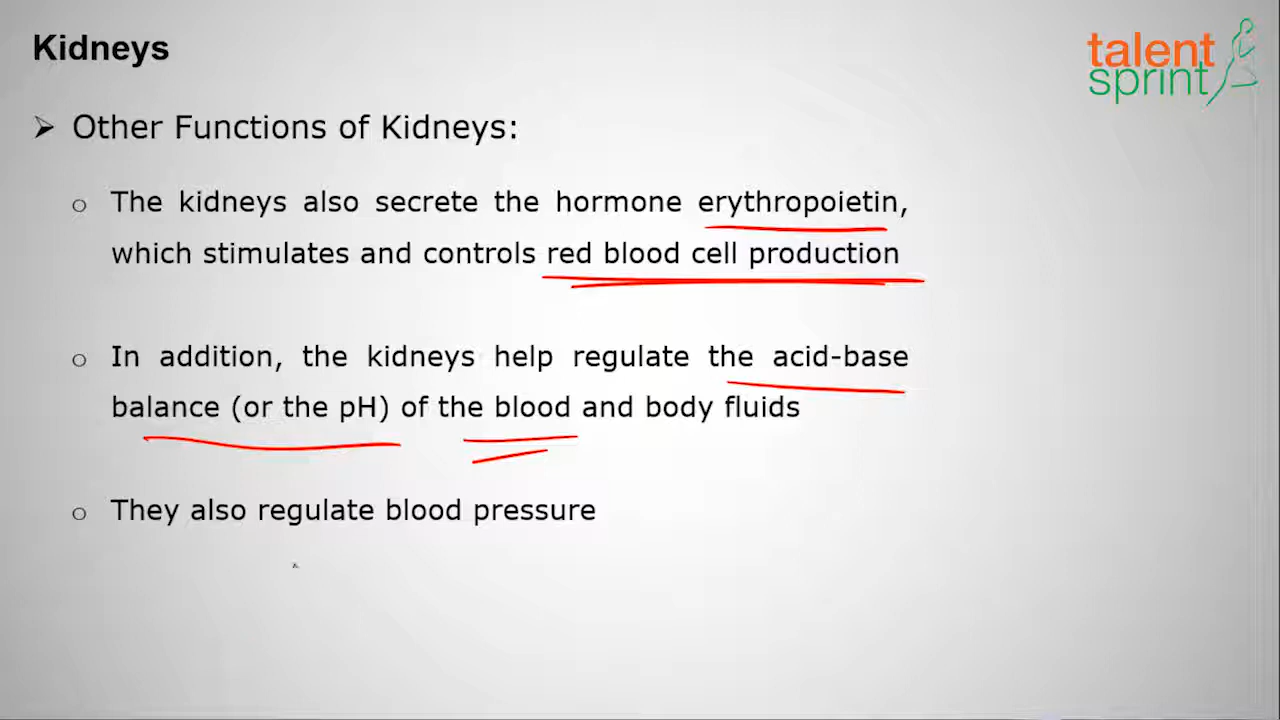 Kidneys
talent
sprint
➢ Other Functions of Kidneys:
o The kidneys also secrete the hormone erythropoietin,
which stimulates and controls red blood cell production
o In addition, the kidneys help regulate the acid-base
balance (or the pH) of the blood and body fluids
o They also regulate blood pressure